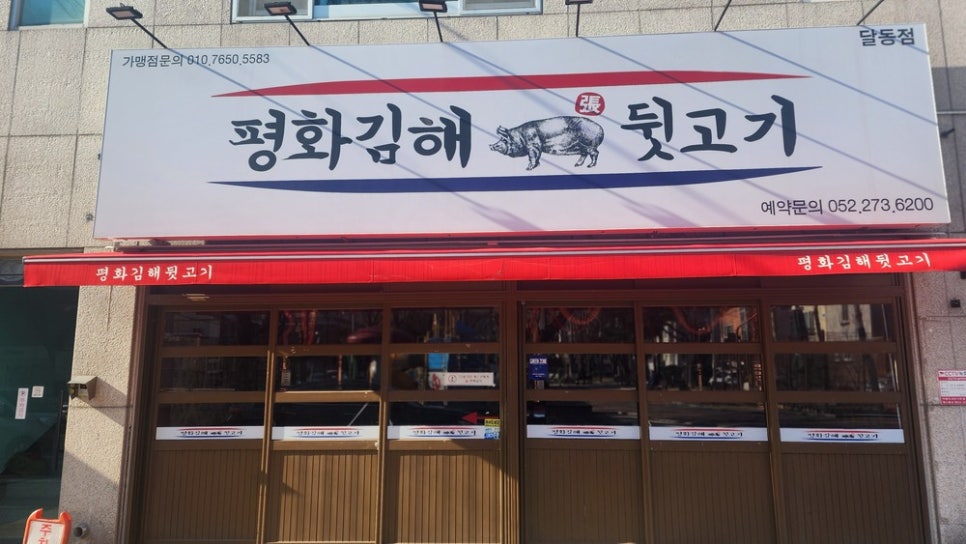 달동점
가맹점문의 010.7650.5583
평화김해 張 뒷고기
예약문의 052.273.6200
평화김해뒷고기 평화김해뒷고기
GREEN ZONE
평화김해 뒷고기 평화김해 뒷고기 평화김해 뒷고기 평화김해 뒷고기 평화김해 뒷고기 평화김해 뒷고기
CCTV